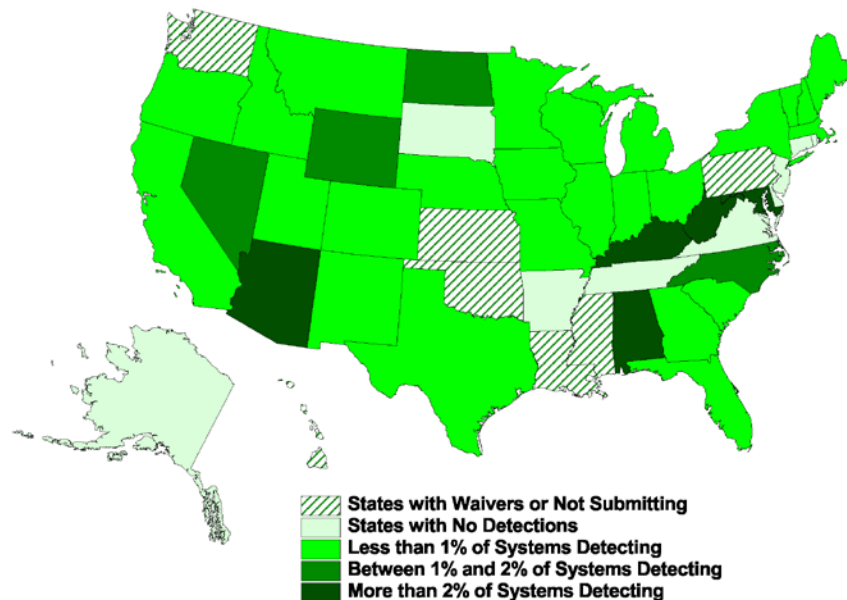 States with Waivers or Not Submitting
States with No Detections
Less than 1% of Systems Detecting
Between 1% and 2% of Systems Detecting
More than 2% of Systems Detecting